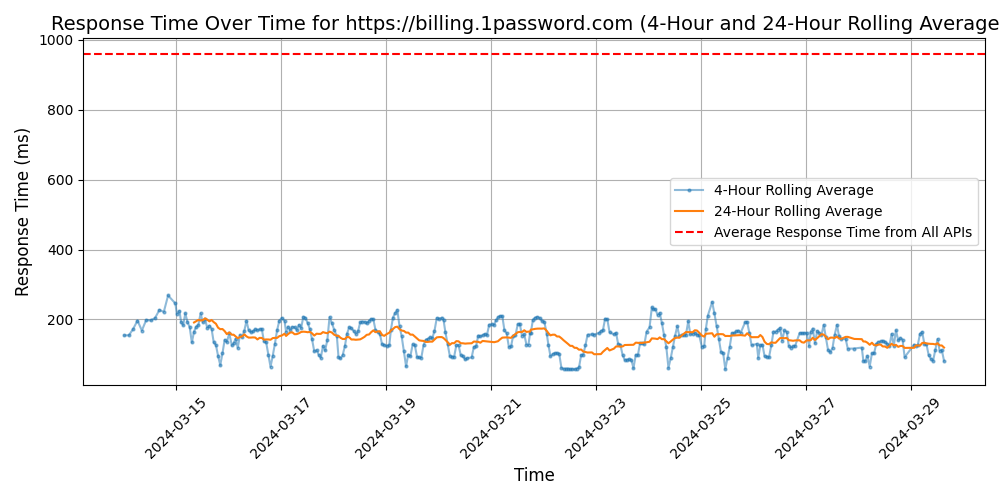 Response Time Over Time for https://billing.1password.com (4-Hour and 24-Hour Rolling Average
Response Time (ms)
1000
800
600
400
200
4-Hour Rolling Average
24-Hour Rolling Average
Average Response Time from All APIs
2024-03-15
2024-03-17
2024-03-19
2024-03-21
2024-03-23
2024-03-25
2024-03-27
2024-03-29
Time